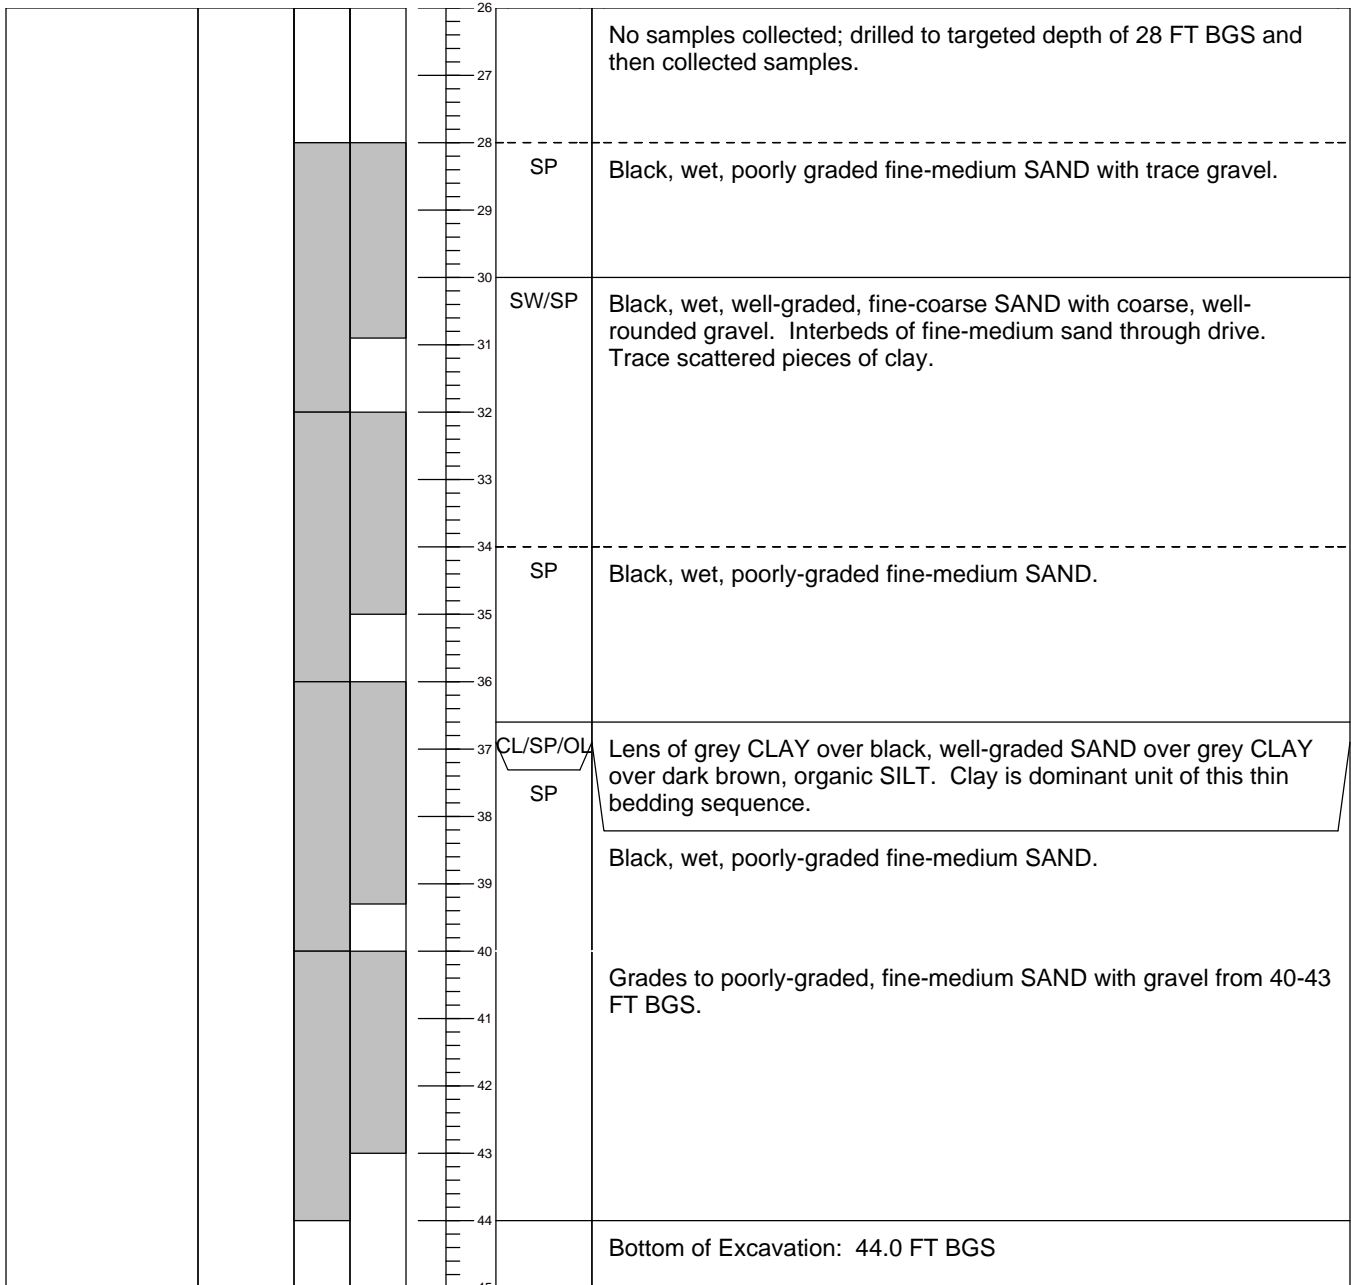 26
No samples collected; drilled to targeted depth of 28 FT BGS and
then collected samples.
27
28
SP
Black, wet, poorly graded fine-medium SAND with trace gravel.
29
30
SW/SP
Black, wet, well-graded, fine-coarse SAND with coarse, well-
rounded gravel. Interbeds of fine-medium sand through drive.
Trace scattered pieces of clay.
31
32
33
34
SP
Black, wet, poorly-graded fine-medium SAND.
35
36
37
CL/SP/OL
Lens of grey CLAY over black, well-graded SAND over grey CLAY
over dark brown, organic SILT. Clay is dominant unit of this thin
bedding sequence.
SP
38
Black, wet, poorly-graded fine-medium SAND.
39
40
Grades to poorly-graded, fine-medium SAND with gravel from 40-43
FT BGS.
41
42
43
44
Bottom of Excavation: 44.0 FT BGS